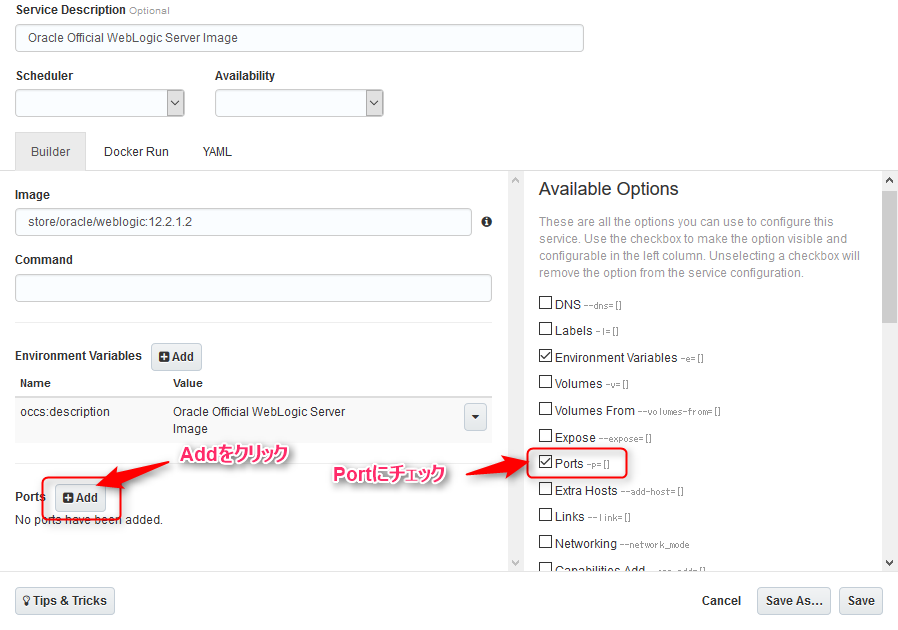 Service Description Optional
Oracle Official WebLogic Server Image
Scheduler
Availability
Builder
Docker Run
YAML
Image
store/oracle/weblogic:12.2.1.2
Command
Environment Variables
Add
Name
Value
occs:description
Oracle Official WebLogic Server
Image
Addをクリック
Ports
Add
No ports have been added.
Available Options
These are all the options you can use to configure this
service. Use the checkbox to make the option visible and
configurable in the left column. Unselecting a checkbox will
remove the option from the service configuration.
DNS --dns=[]
Labels -l=[]
Environment Variables -e=[]
Volumes -v=[]
Volumes From --volumes-from=[]
Expose --expose=[]
Portにチェック
Ports -p=[]
Extra Hosts --add-host=[]
Links --link=[]
Networking --network_mode
Capabilities Add --cap-add=[]
Tips & Tricks
Cancel
Save As...
Save